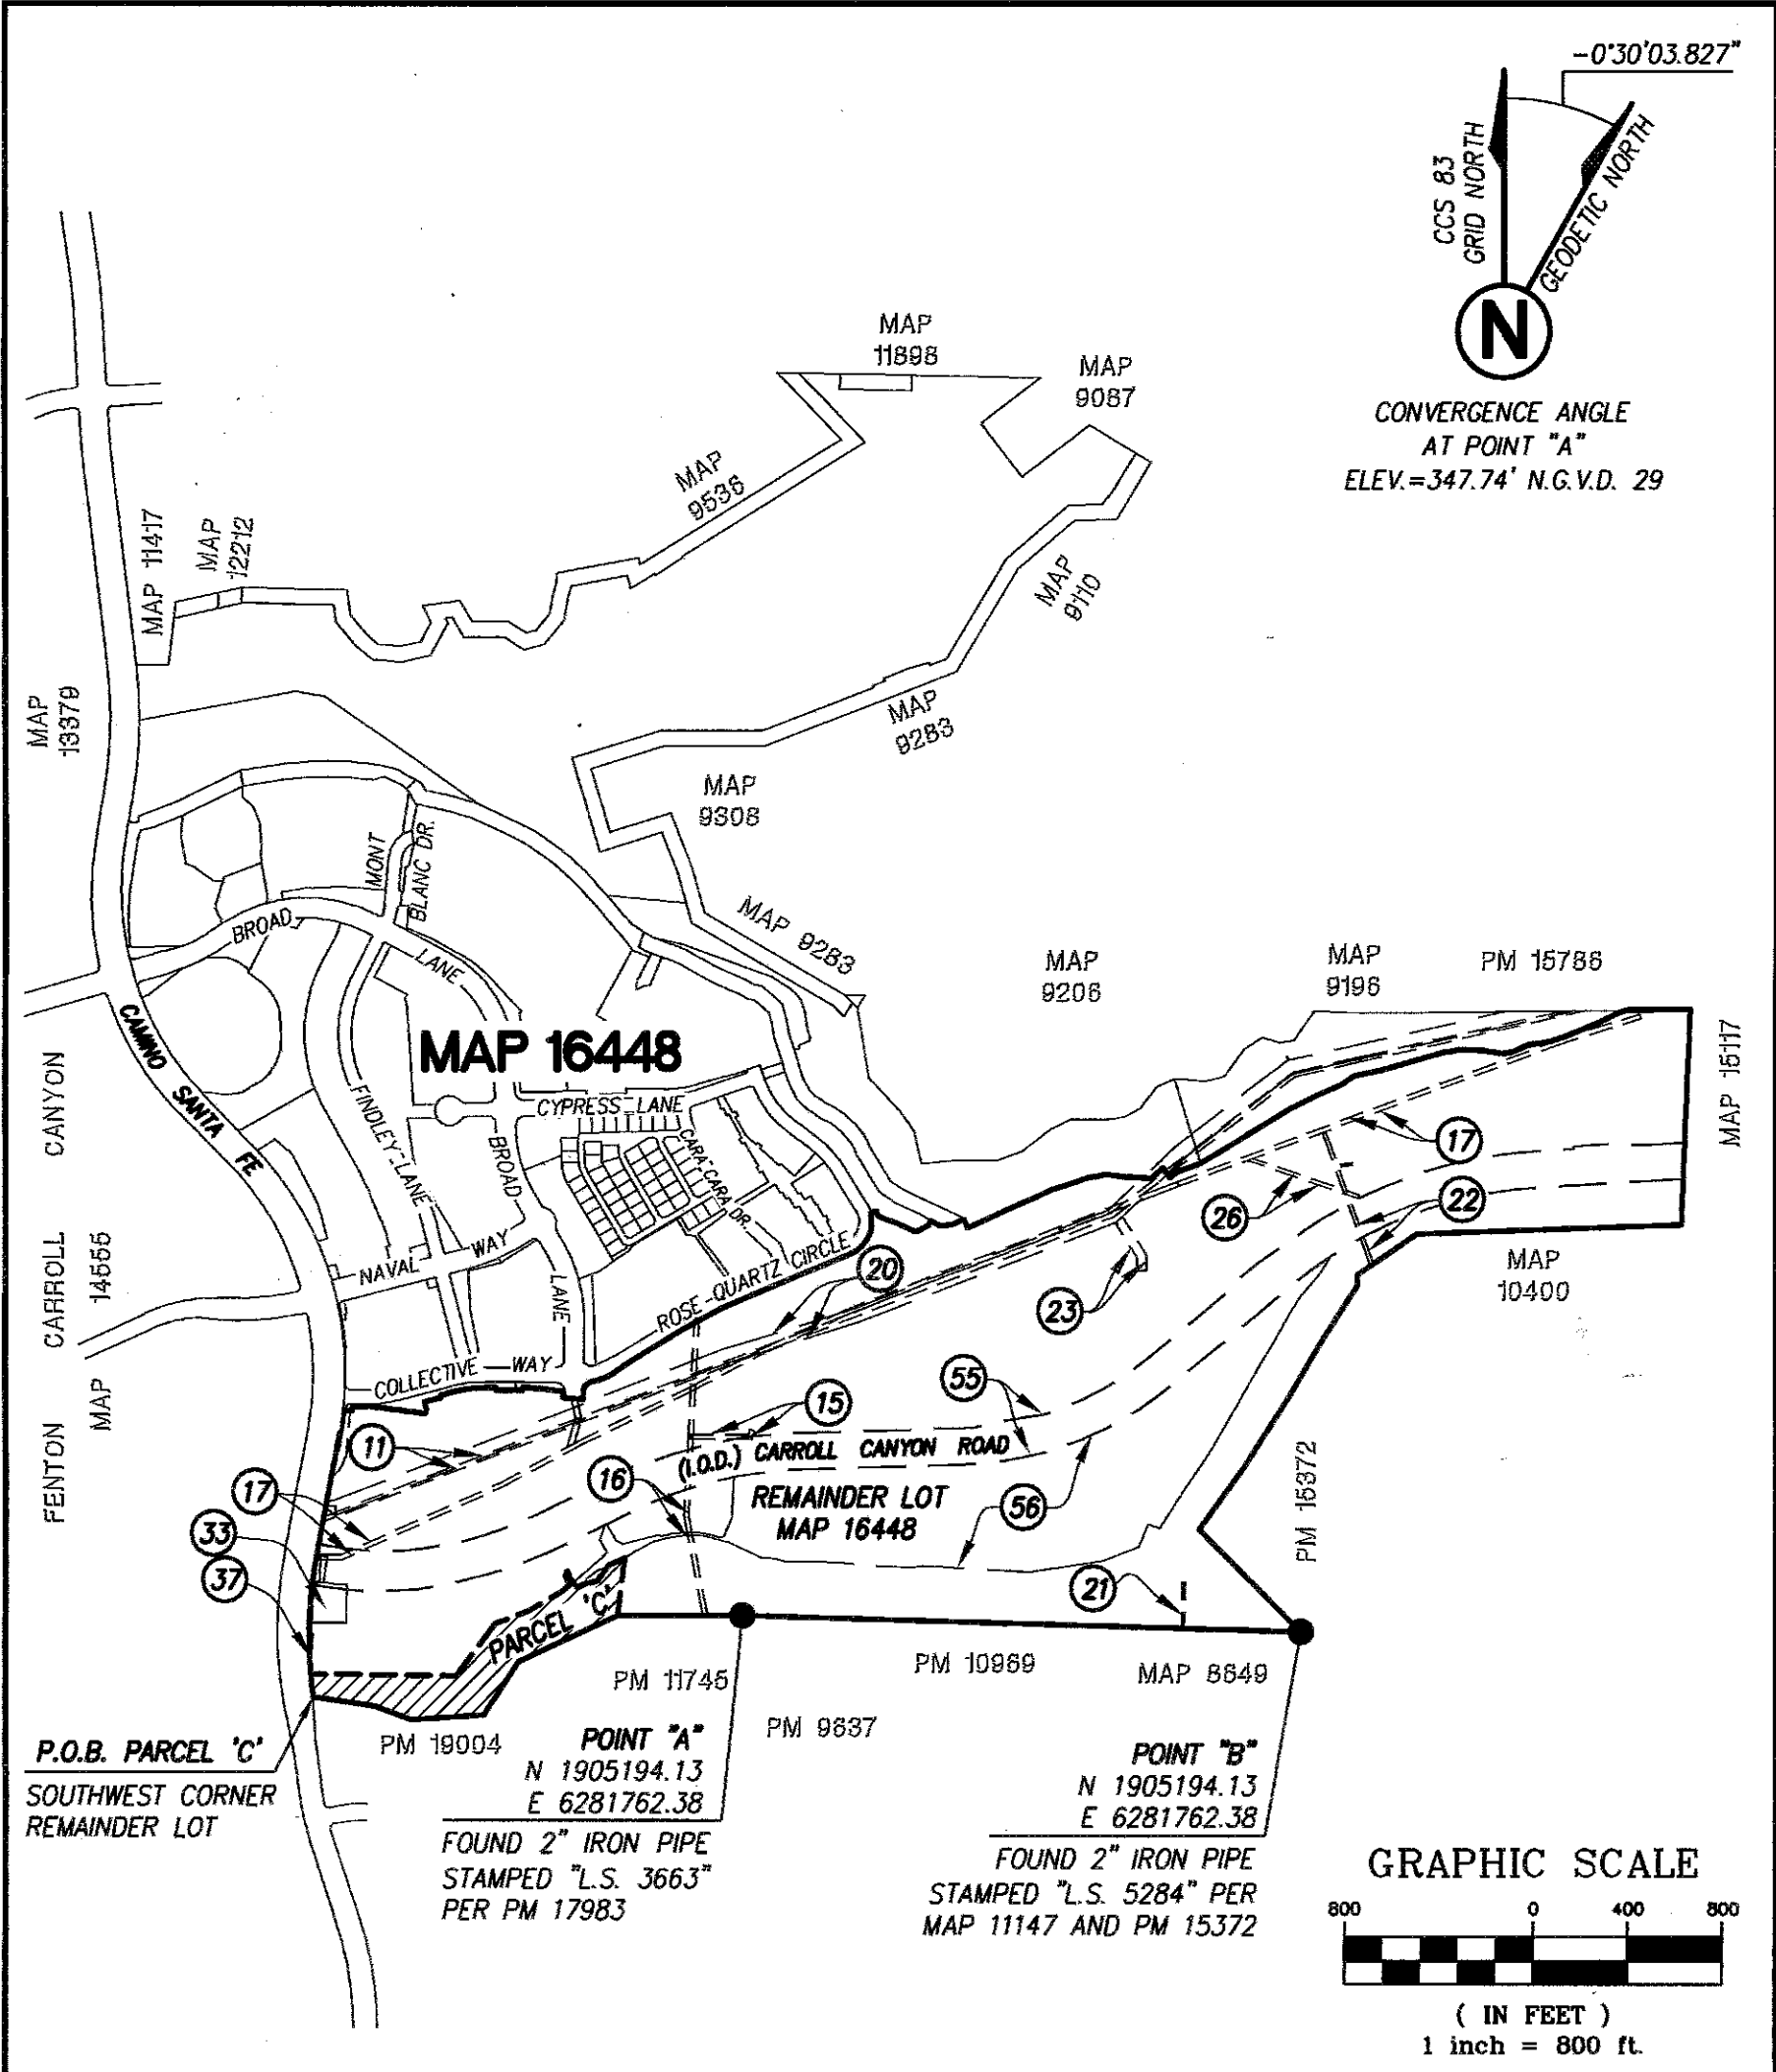 -0°30'03.827"
CCS 83
GRID NORTH
GEODETIC NORTH
N
CONVERGENCE ANGLE
AT POINT "A"
ELEV.=347.74' N.G.V.D. 29
MAP
11898
MAP
9087
MAP
9536
MAP 11417
MAP
12212
MAP
9110
MAP
13379
MAP
9283
MAP
9308
MONT
BLANC DR.
BROAD
LANE
MAP 9283
MAP
9206
MAP
9196
PM 15786
MAP 15117
CAMINO SANTA FE
MAP 16448
FINDLEY LANE
CYPRESS LANE
CARA CARA DR.
BROAD
LANE
NAVAL WAY
ROSE QUARTZ CIRCLE
COLLECTIVE WAY
FENTON CARROLL CANYON
MAP 14555
17
26
22
20
23
MAP
10400
55
15
11
(I.O.D.) CARROLL CANYON ROAD
16
17
REMAINDER LOT
MAP 16448
56
33
37
21
PM 15372
PARCEL 'C'
PM 11745
PM 10969
MAP 8649
PM 19004
PM 9637
P.O.B. PARCEL 'C'
SOUTHWEST CORNER
REMAINDER LOT
POINT "A"
N 1905194.13
E 6281762.38
FOUND 2" IRON PIPE
STAMPED "L.S. 3663"
PER PM 17983
POINT "B"
N 1905194.13
E 6281762.38
FOUND 2" IRON PIPE
STAMPED "L.S. 5284" PER
MAP 11147 AND PM 15372
GRAPHIC SCALE
800 0 400 800
( IN FEET )
1 inch = 800 ft.